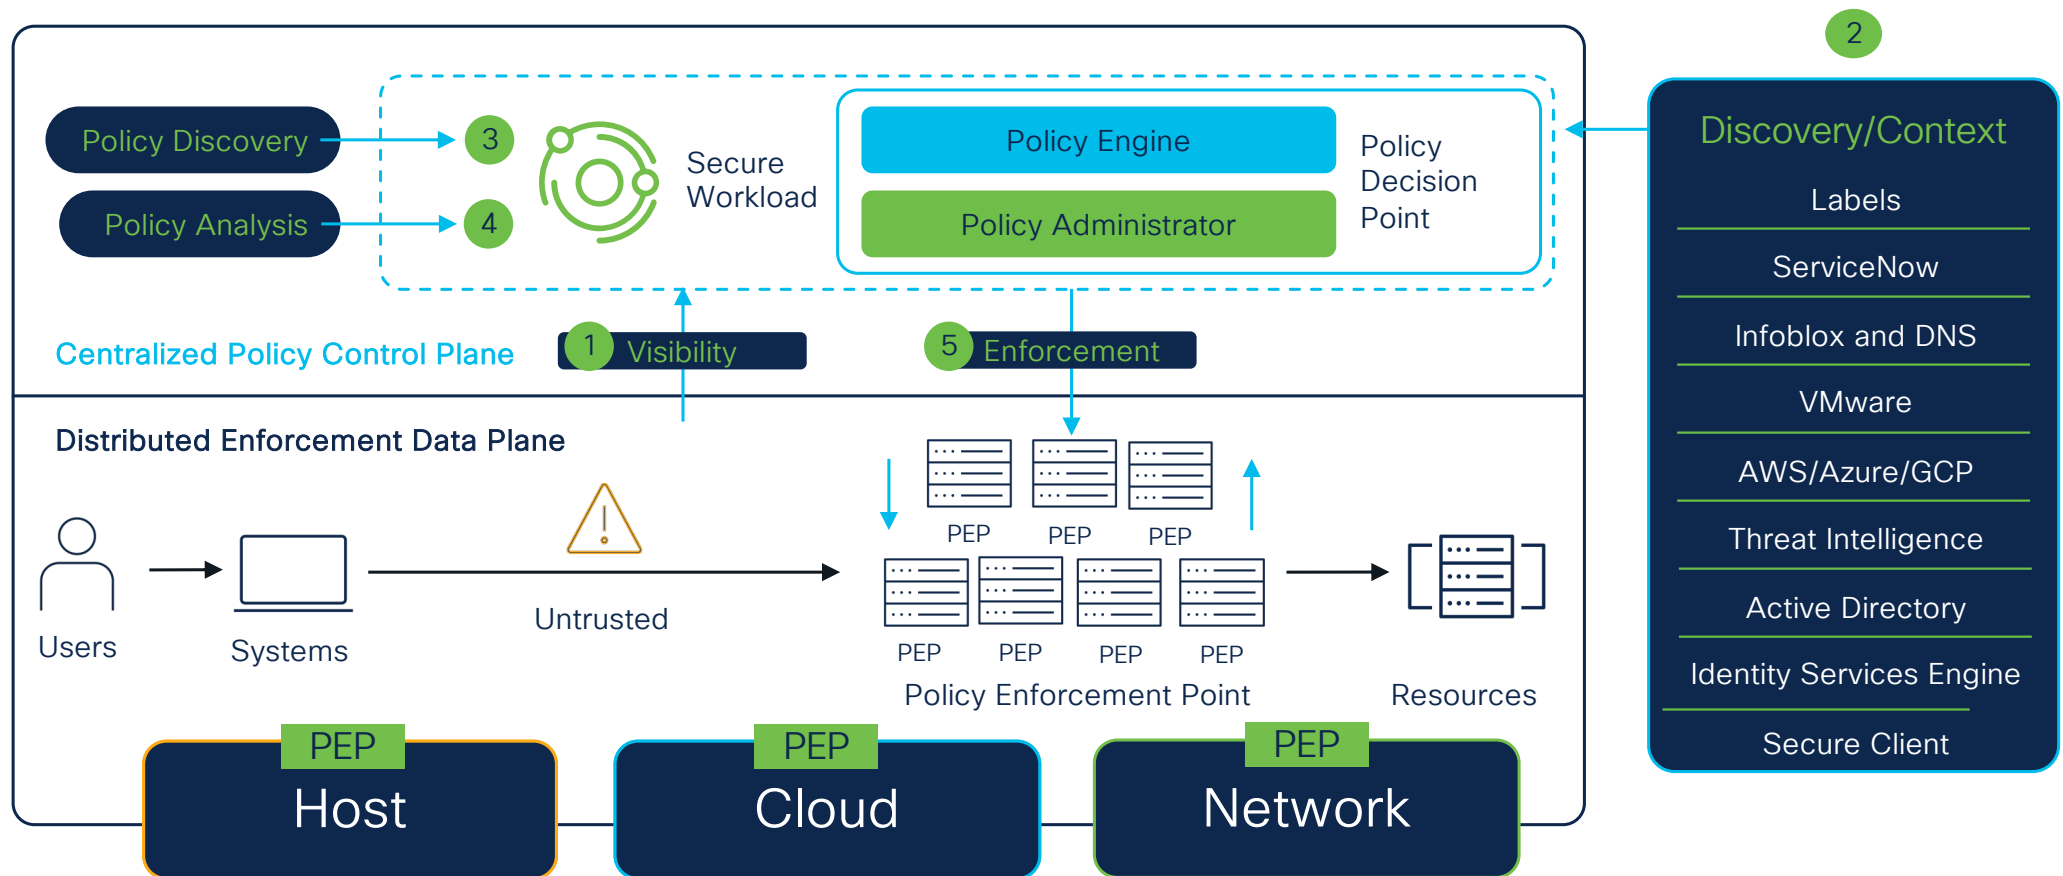 2
Policy Discovery
3
Policy Analysis
4
Secure
Workload
Policy Engine
Policy Administrator
Policy
Decision
Point
Centralized Policy Control Plane
1
Visibility
5
Enforcement
Distributed Enforcement Data Plane
PEP
PEP
PEP
Users
Systems
Untrusted
PEP
PEP
PEP
PEP
Policy Enforcement Point
Resources
PEP
Host
PEP
Cloud
PEP
Network
Discovery/Context
Labels
ServiceNow
Infoblox and DNS
VMware
AWS/Azure/GCP
Threat Intelligence
Active Directory
Identity Services Engine
Secure Client